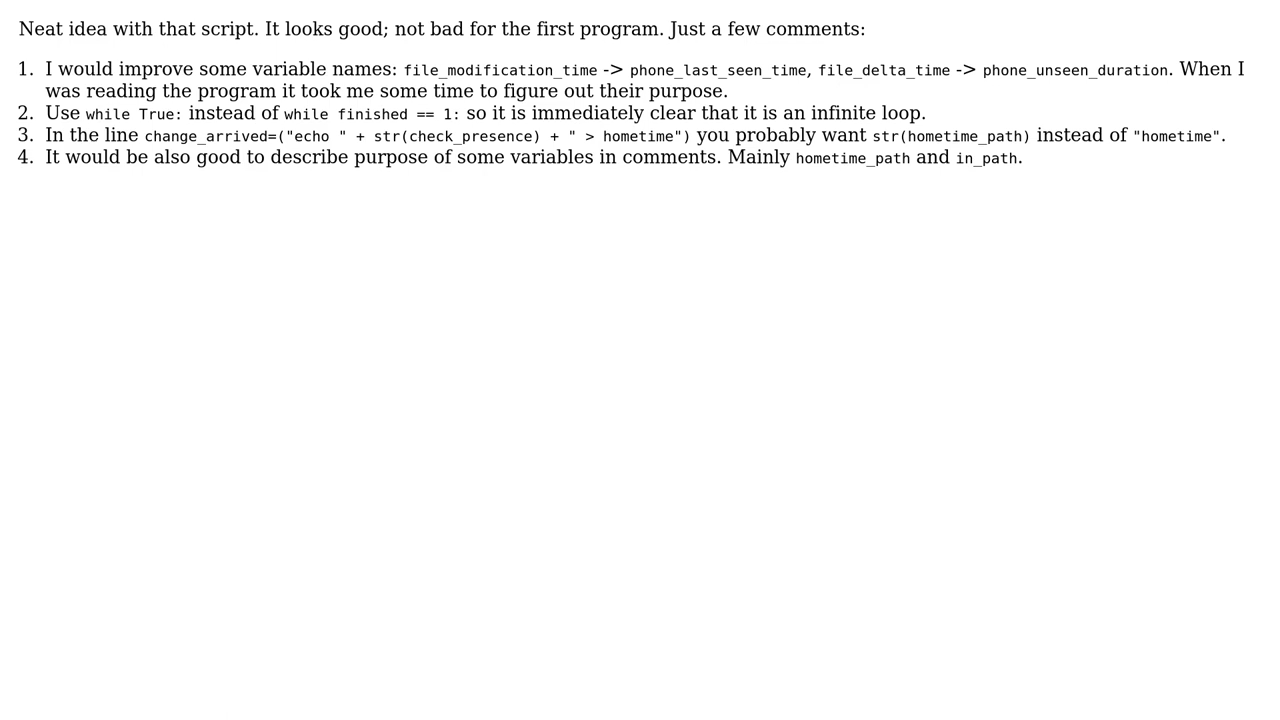 Neat idea with that script. It looks good; not bad for the first program. Just a few comments:
1. I would improve some variable names: file_modification_time -> phone_last_seen_time, file_delta_time -> phone_unseen_duration. When I
was reading the program it took me some time to figure out their purpose.
2. Use while True: instead of while finished == 1: so it is immediately clear that it is an infinite loop.
3. In the line change_arrived=("echo " + str(check_presence) + " > hometime") you probably want str(hometime_path) instead of "hometime".
4. It would be also good to describe purpose of some variables in comments. Mainly hometime_path and in_path.